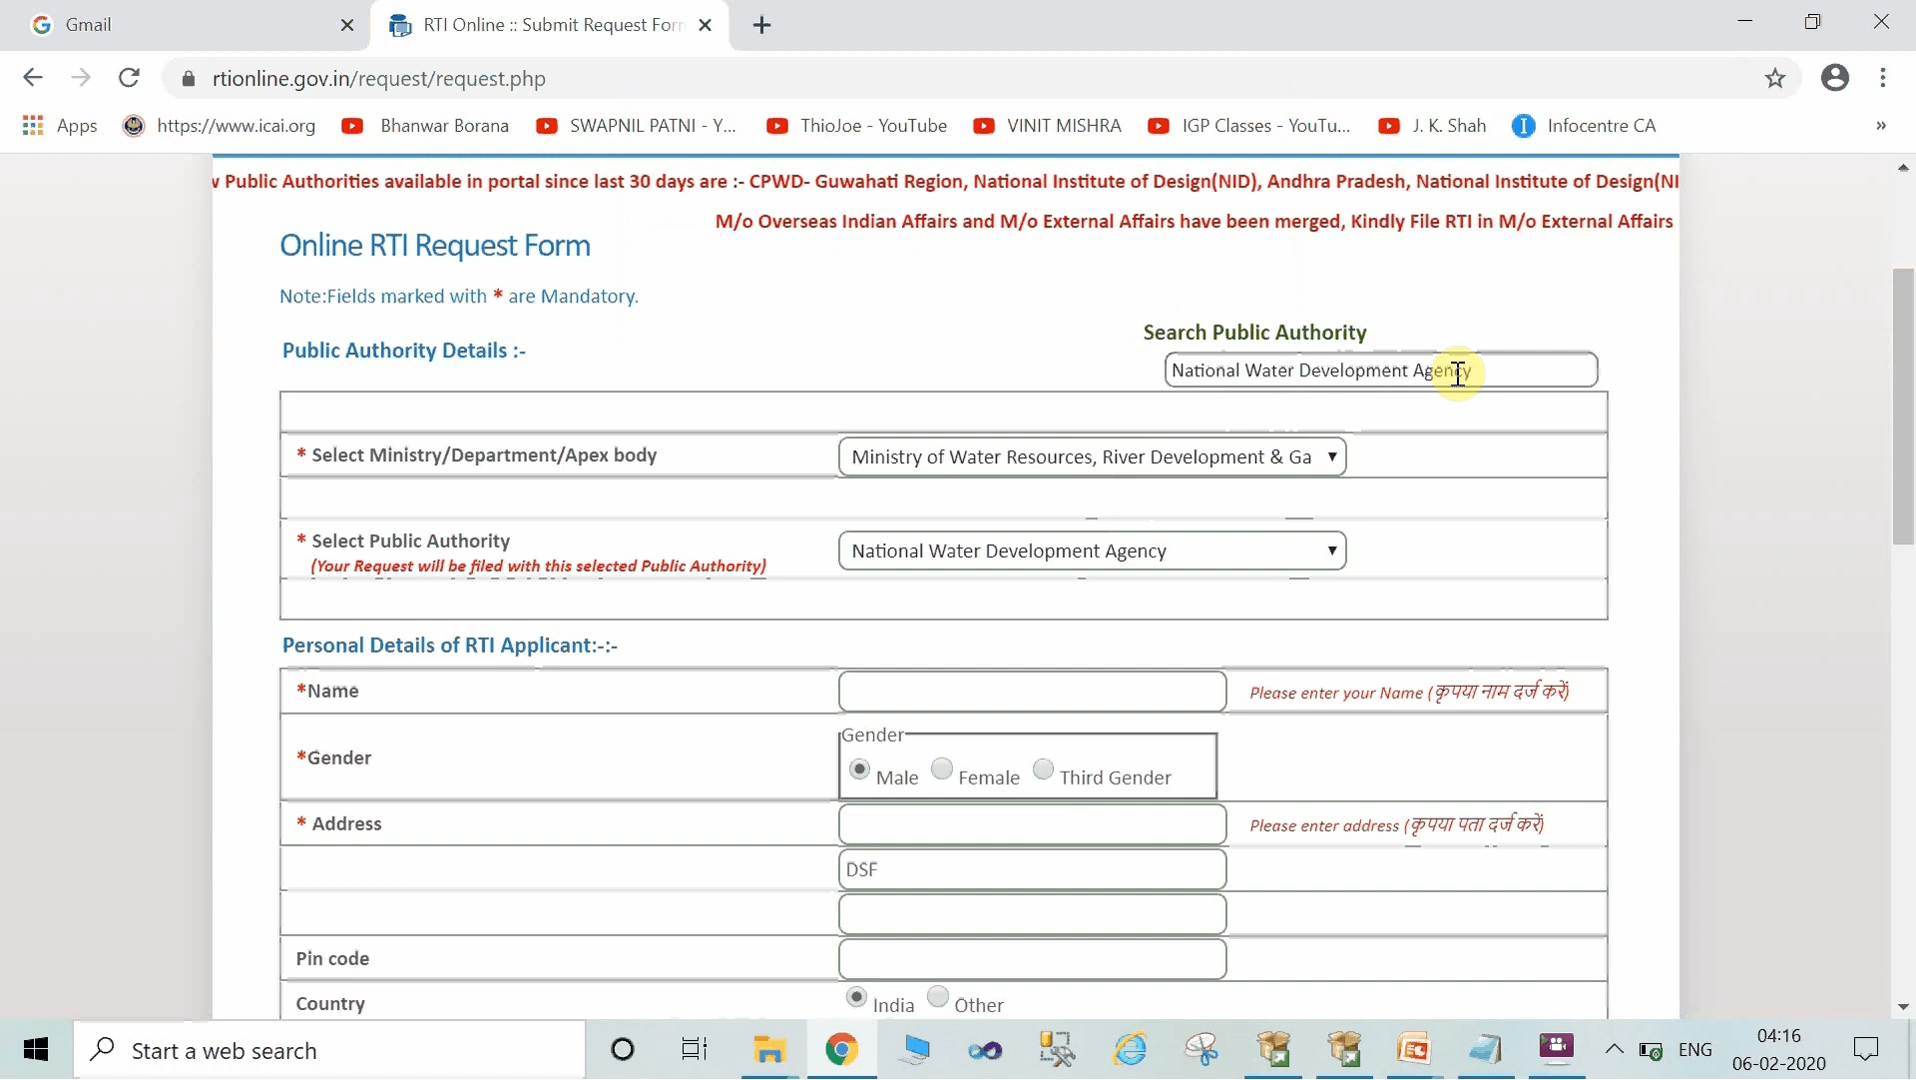 Gmail
RTI Online :: Submit Request For
rtionline.gov.in/request/request.php
Apps
https://www.icai.org
Bhanwar Borana
SWAPNIL PATNI - Y...
ThioJoe - YouTube
VINIT MISHRA
IGP Classes - YouTu...
J. K. Shah
Infocentre CA
»
Public Authorities available in portal since last 30 days are :- CPWD- Guwahati Region, National Institute of Design(NID), Andhra Pradesh, National Institute of Design(NI
M/o Overseas Indian Affairs and M/o External Affairs have been merged, Kindly File RTI in M/o External Affairs
Online RTI Request Form
Note:Fields marked with * are Mandatory.
Search Public Authority
Public Authority Details :-
National Water Development Agency
* Select Ministry/Department/Apex body
Ministry of Water Resources, River Development & Ga
* Select Public Authority
(Your Request will be filed with this selected Public Authority)
National Water Development Agency
Personal Details of RTI Applicant:-:-
*Name
Please enter your Name (कृपया नाम दर्ज करें)
Gender
*Gender
Male Female Third Gender
* Address
Please enter address (कृपया पता दर्ज करें)
DSF
Pin code
Country
India Other
Start a web search
ENG
04:16
06-02-2020